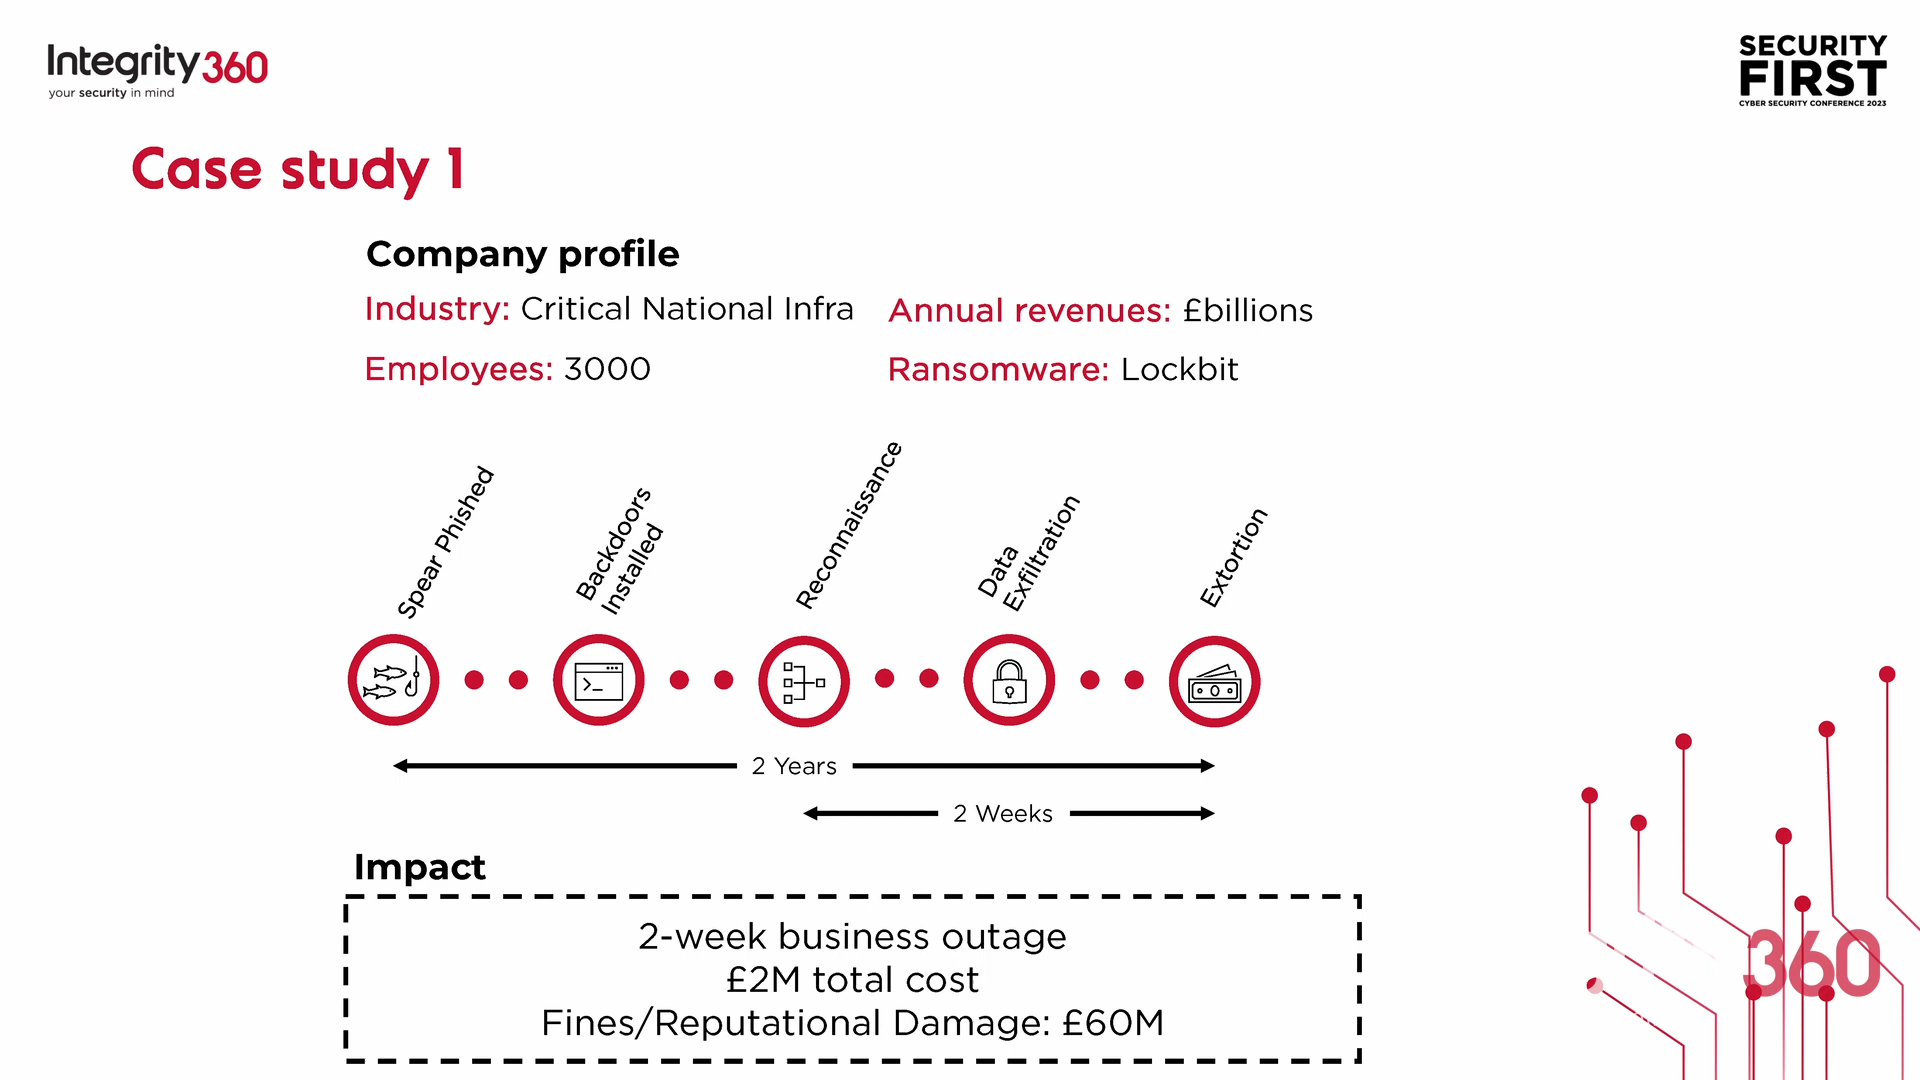 Integrity360
your security in mind
SECURITY
FIRST
CYBER SECURITY CONFERENCE 2023
Case study 1
Company profile
Industry: Critical National Infra
Annual revenues: £billions
Employees: 3000
Ransomware: Lockbit
Spear Phished
Backdoors
Installed
Reconnaissance
Data
Exfiltration
Extortion
2 Years
2 Weeks
Impact
2-week business outage
£2M total cost
Fines/Reputational Damage: £60M
360